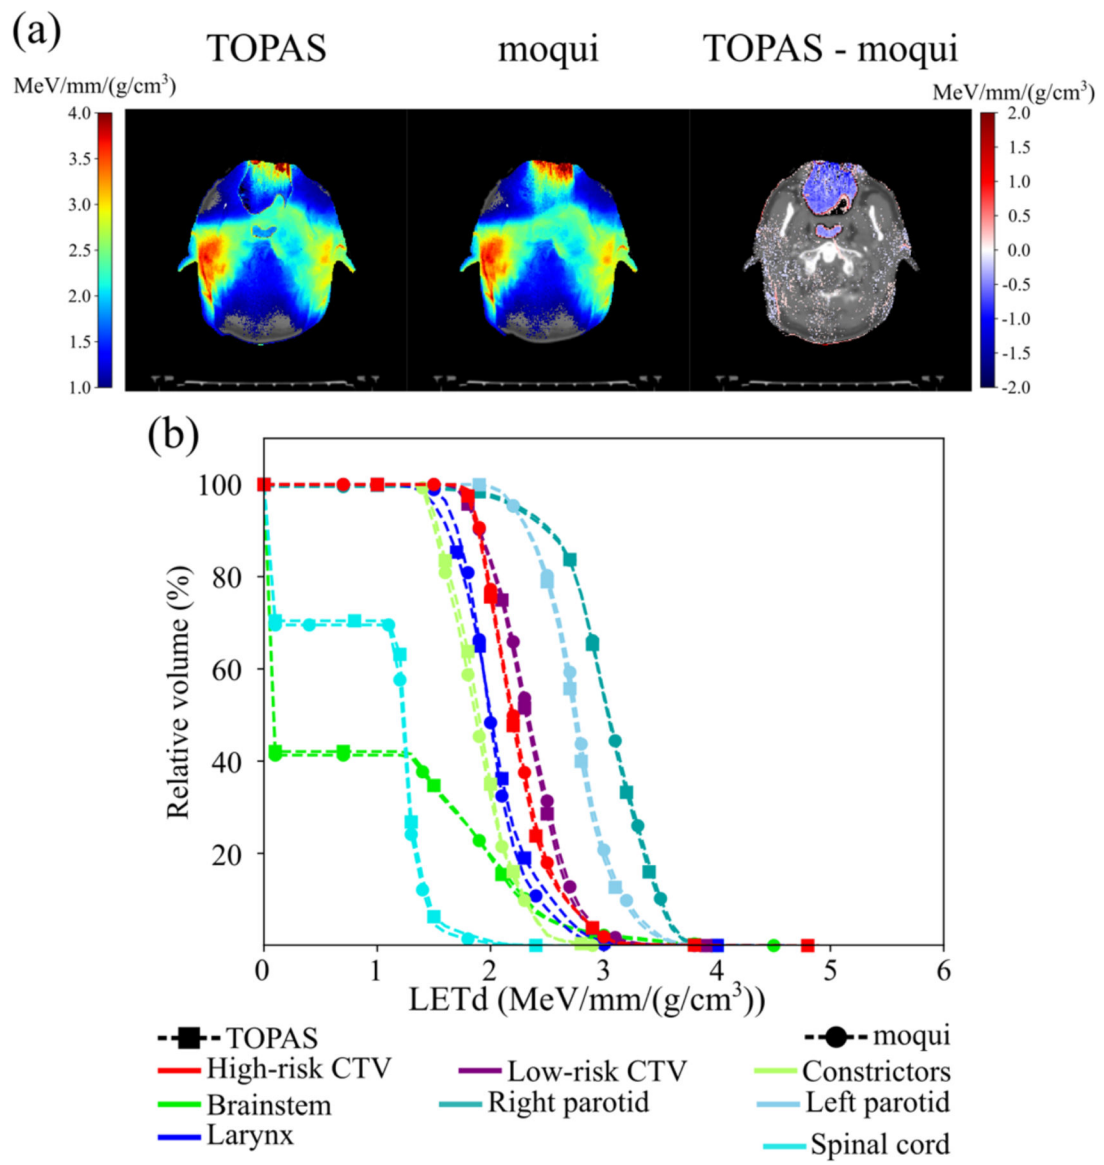 (a)
TOPAS moqui TOPAS - moqui
MeV/mm/(g/cm³) MeV/mm/(g/cm³)
4.0
3.5
3.0
2.5
2.0
1.5
1.0
2.0
1.5
1.0
0.5
0.0
-0.5
-1.0
-1.5
-2.0
(b)
Relative volume (%)
100
80
60
40
20
0 1 2 3 4 5 6
LETd (MeV/mm/(g/cm³))
TOPAS moqui
High-risk CTV Low-risk CTV Constrictors
Brainstem Right parotid Left parotid
Larynx Spinal cord